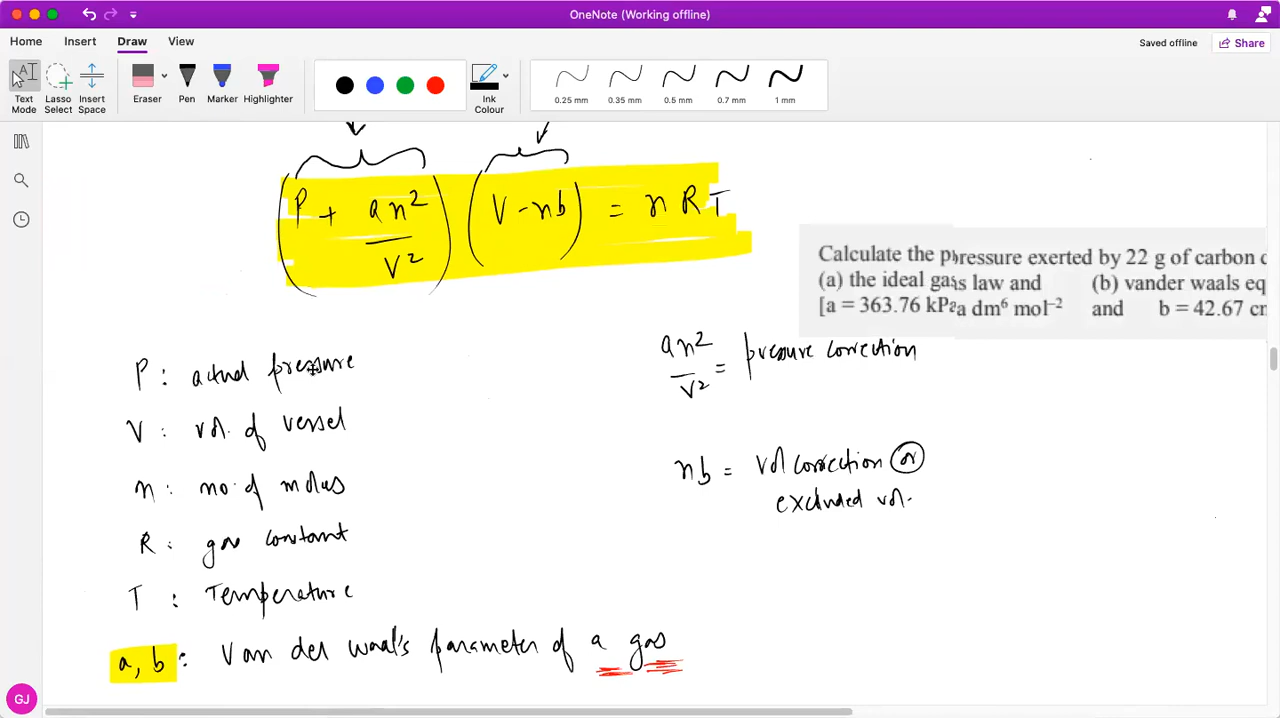 OneNote (Working offline)
Home Insert Draw View
Saved offline
Share
Text Mode
Lasso Select
Insert Space
Eraser
Pen
Marker
Highlighter
Ink Colour
0.25 mm 0.35 mm 0.5 mm 0.7 mm 1 mm
(P + an²/V²) (V - nb) = nRT
Calculate the pressure exerted by 22 g of carbon
(a) the ideal gas law and (b) vander waals eq
[a = 363.76 kPa dm⁶ mol⁻² and b = 42.67
P : actual pressure
an²/V² = pressure correction
V : vol. of vessel
nb = vol correction or
excluded vol.
n : no. of moles
R : gas constant
T : Temperature
a, b : Van der waal's parameter of a gas
GJ